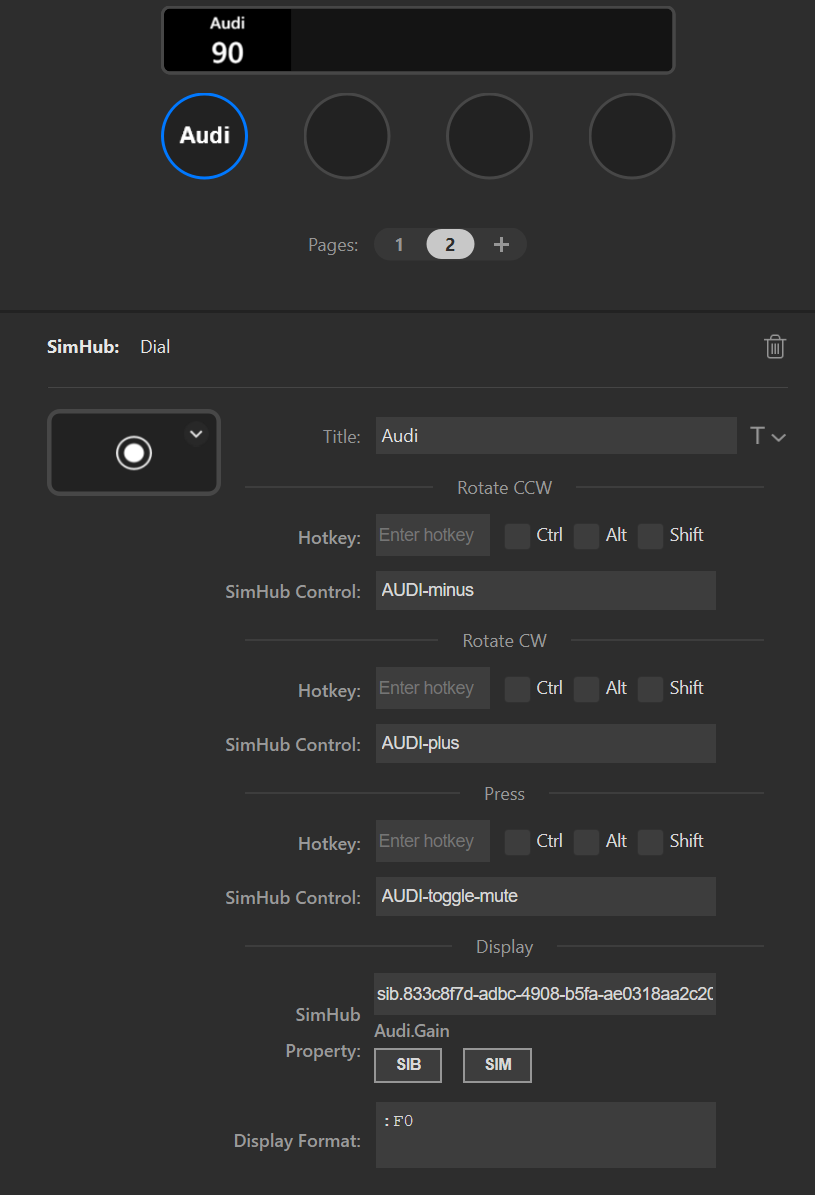 Audi
90
Audi
Pages: 1 2 +
SimHub: Dial
Title: Audi T
Rotate CCW
Hotkey: Enter hotkey Ctrl Alt Shift
SimHub Control: AUDI-minus
Rotate CW
Hotkey: Enter hotkey Ctrl Alt Shift
SimHub Control: AUDI-plus
Press
Hotkey: Enter hotkey Ctrl Alt Shift
SimHub Control: AUDI-toggle-mute
Display
SimHub
Property:
sib.833c8f7d-adbc-4908-b5fa-ae0318aa2c20
Audi.Gain
SIB SIM
Display Format: :F0